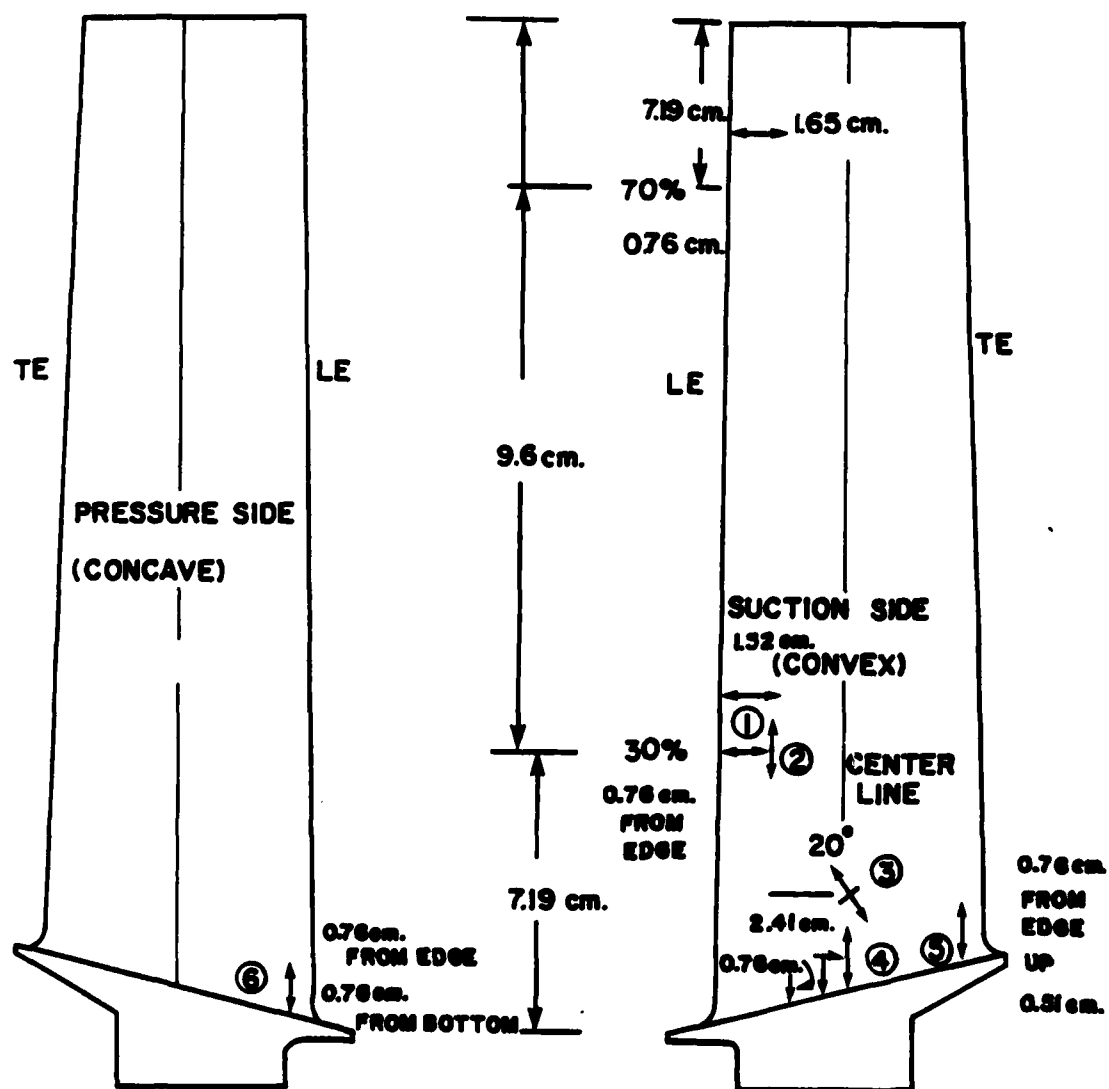 7.19 cm.
1.65 cm.
70%
0.76 cm.
TE
LE
LE
TE
9.6 cm.
PRESSURE SIDE
(CONCAVE)
SUCTION SIDE
1.52 cm.
(CONVEX)
1
30%
2
CENTER
LINE
0.76 cm.
FROM
EDGE
20°
3
0.76 cm.
FROM
EDGE
UP
0.81 cm.
7.19 cm.
2.41 cm.
0.76 cm.
4
5
0.76 cm.
FROM EDGE
6
0.76 cm.
FROM BOTTOM